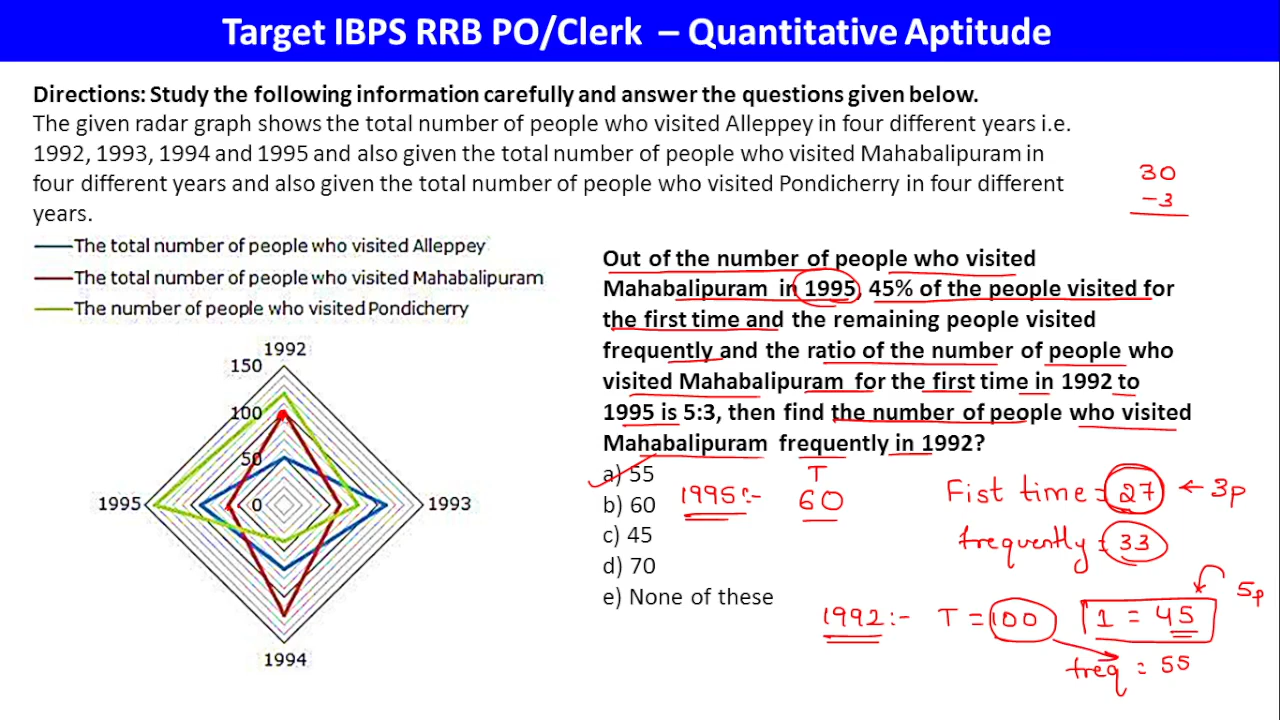 Target IBPS RRB PO/Clerk – Quantitative Aptitude
Directions: Study the following information carefully and answer the questions given below.
The given radar graph shows the total number of people who visited Alleppey in four different years i.e.
1992, 1993, 1994 and 1995 and also given the total number of people who visited Mahabalipuram in
four different years and also given the total number of people who visited Pondicherry in four different
years.
30
-3
The total number of people who visited Alleppey
The total number of people who visited Mahabalipuram
The number of people who visited Pondicherry
1992
150
100
50
1995
0
1993
1994
Out of the number of people who visited
Mahabalipuram in 1995, 45% of the people visited for
the first time and the remaining people visited
frequently and the ratio of the number of people who
visited Mahabalipuram for the first time in 1992 to
1995 is 5:3, then find the number of people who visited
Mahabalipuram frequently in 1992?
a) 55
b) 60
c) 45
d) 70
e) None of these
T
1995:- 60
Fist time = 27 ← 3p
frequently = 33
5p
1992:- T = 100 1 = 45
freq = 55